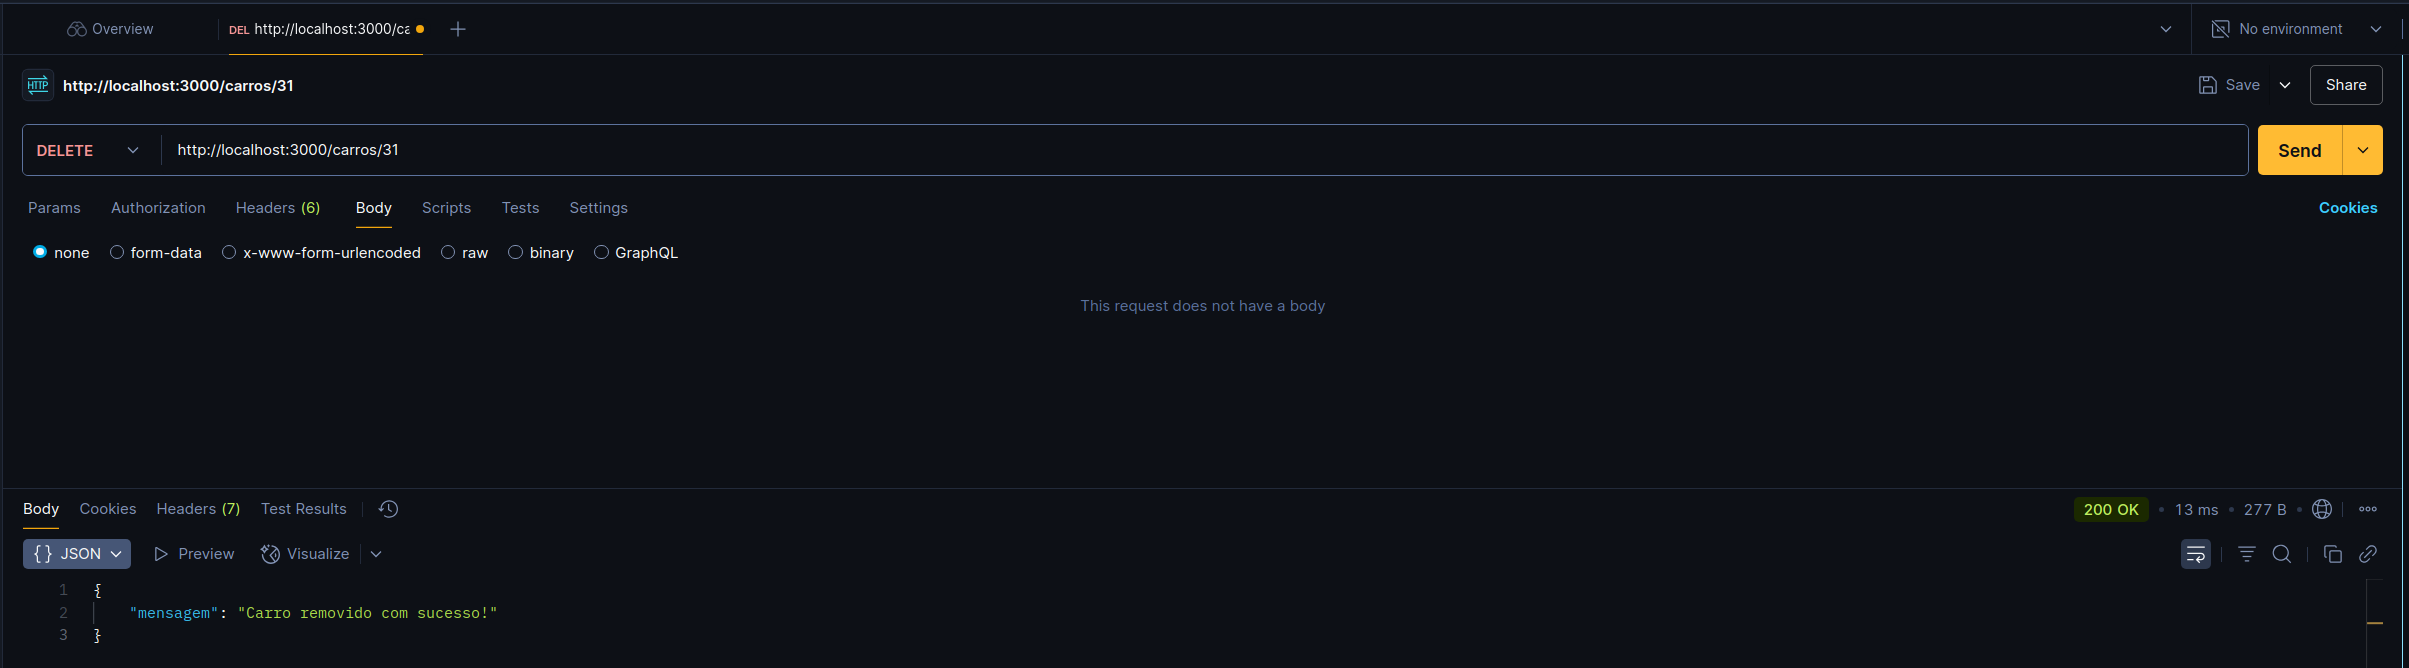 Overview DEL http://localhost:3000/ca No environment
HTTP http://localhost:3000/carros/31 Save Share
DELETE http://localhost:3000/carros/31 Send
Params Authorization Headers (6) Body Scripts Tests Settings Cookies
none form-data x-www-form-urlencoded raw binary GraphQL
This request does not have a body
Body Cookies Headers (7) Test Results 200 OK • 13 ms • 277 B •
{} JSON Preview Visualize
1 {
2 "mensagem": "Carro removido com sucesso!"
3 }